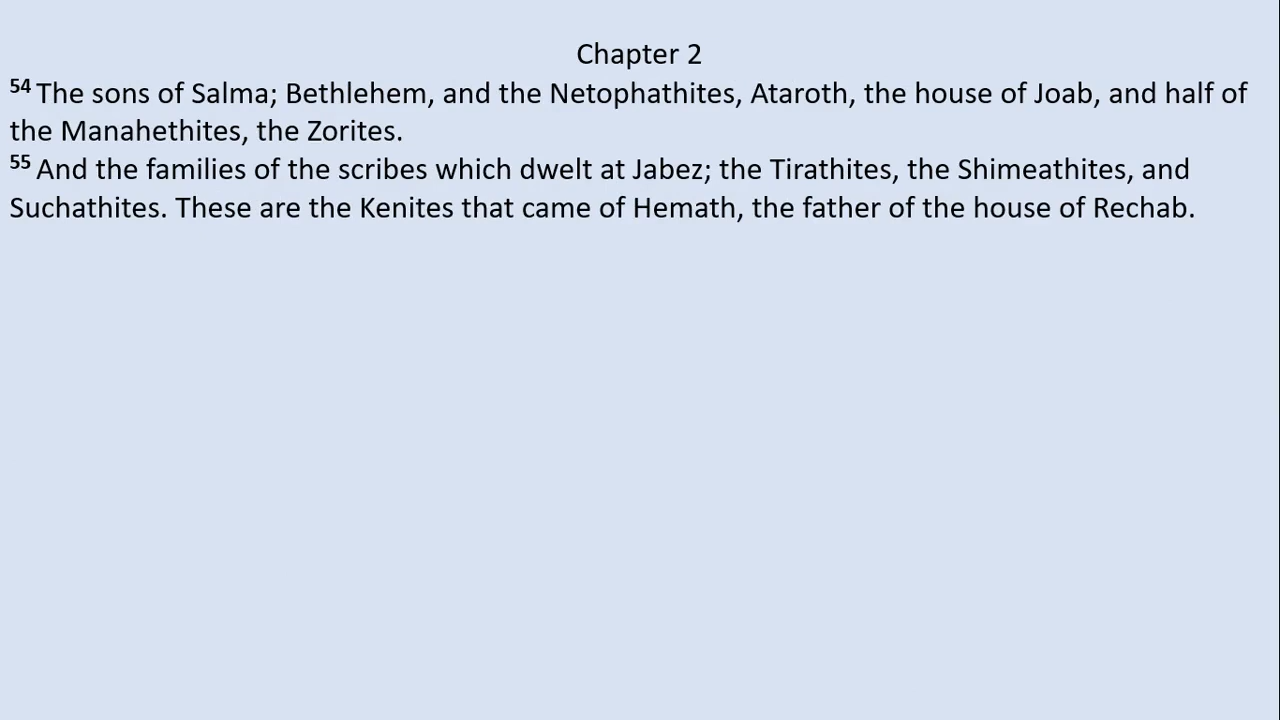 Chapter 2
54 The sons of Salma; Bethlehem, and the Netophathites, Ataroth, the house of Joab, and half of
the Manahethites, the Zorites.
55 And the families of the scribes which dwelt at Jabez; the Tirathites, the Shimeathites, and
Suchathites. These are the Kenites that came of Hemath, the father of the house of Rechab.